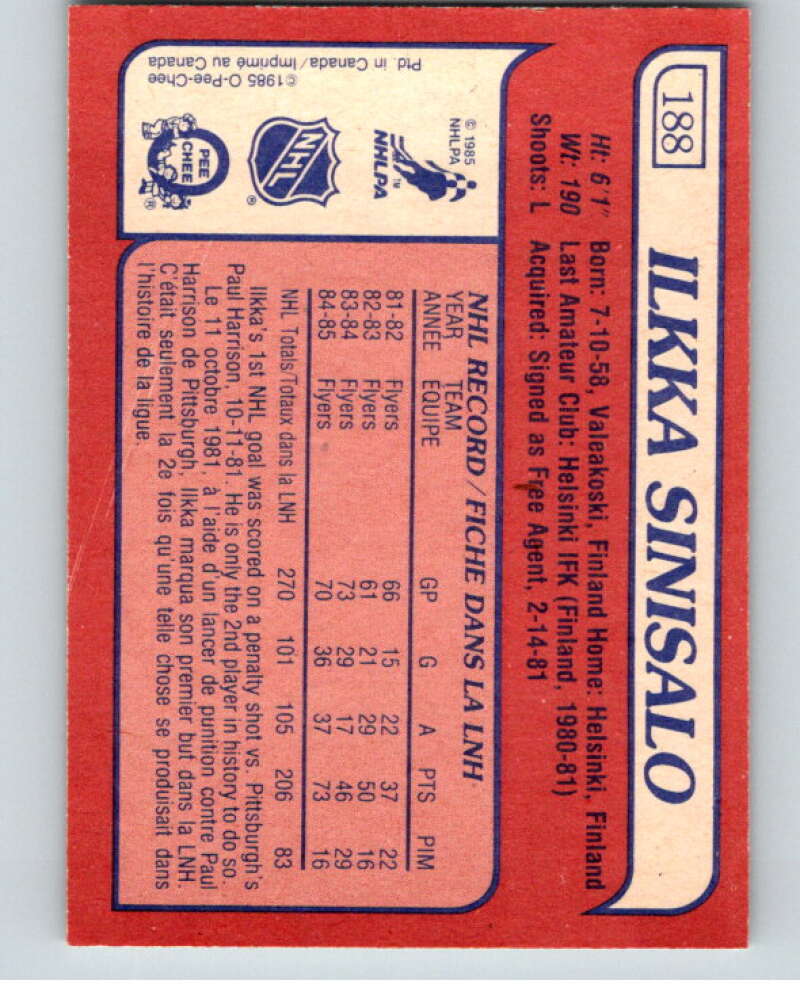 188
ILKKA SINISALO
Ht: 6'1" Born: 7-10-58, Valeakoski, Finland Home: Helsinki, Finland
Wt: 190 Last Amateur Club: Helsinki IFK (Finland, 1980-81)
Shoots: L Acquired: Signed as Free Agent, 2-14-81
© 1985
NHLPA
NHLPA™
NHL®
O PEE CHEE®
©1985 O-Pee-Chee
Ptd. in Canada/Imprimé au Canada
NHL RECORD/FICHE DANS LA LNH
YEAR TEAM
ANNÉE ÉQUIPE GP G A PTS PIM
81-82 Flyers 66 15 22 37 22
82-83 Flyers 61 21 29 50 16
83-84 Flyers 73 29 17 46 29
84-85 Flyers 70 36 37 73 16
NHL Totals/Totaux dans la LNH 270 101 105 206 83
Ilkka's 1st NHL goal was scored on a penalty shot vs. Pittsburgh's
Paul Harrison, 10-11-81. He is only the 2nd player in history to do so.
Le 11 octobre 1981, à l'aide d'un lancer de punition contre Paul
Harrison de Pittsburgh, Ilkka marqua son premier but dans la LNH.
C'était seulement la 2e fois qu'une telle chose se produisait dans
l'histoire de la ligue.